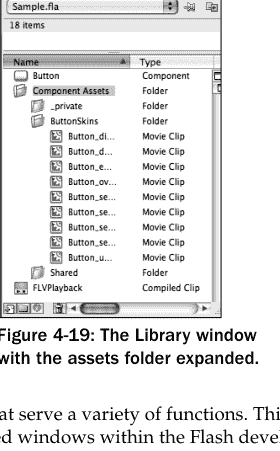 Sample.fla
18 items
Name Type
Button Component
Component Assets Folder
_private Folder
ButtonSkins Folder
Button_di... Movie Clip
Button_d... Movie Clip
Button_e... Movie Clip
Button_ov... Movie Clip
Button_se... Movie Clip
Button_se... Movie Clip
Button_se... Movie Clip
Button_se... Movie Clip
Button_u... Movie Clip
Shared Folder
FLVPlayback Compiled Clip
Figure 4-19: The Library window
with the assets folder expanded.
at serve a variety of functions. Thi
ed windows within the Flash devel